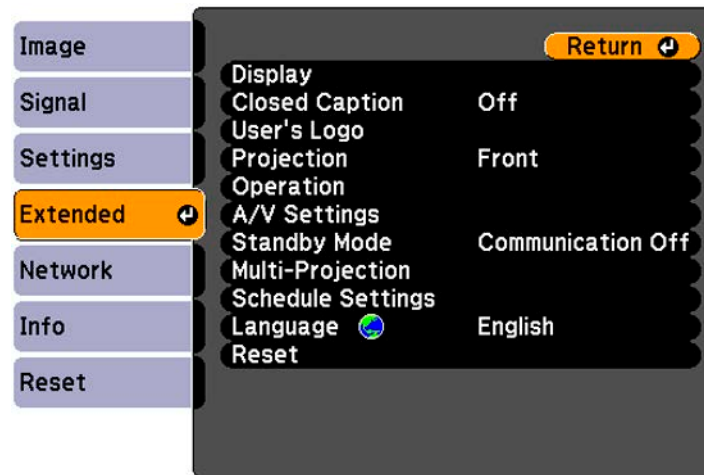 Image
Signal
Settings
Extended
Network
Info
Reset
Return
Display
Closed Caption Off
User's Logo
Projection Front
Operation
A/V Settings
Standby Mode Communication Off
Multi-Projection
Schedule Settings
Language English
Reset